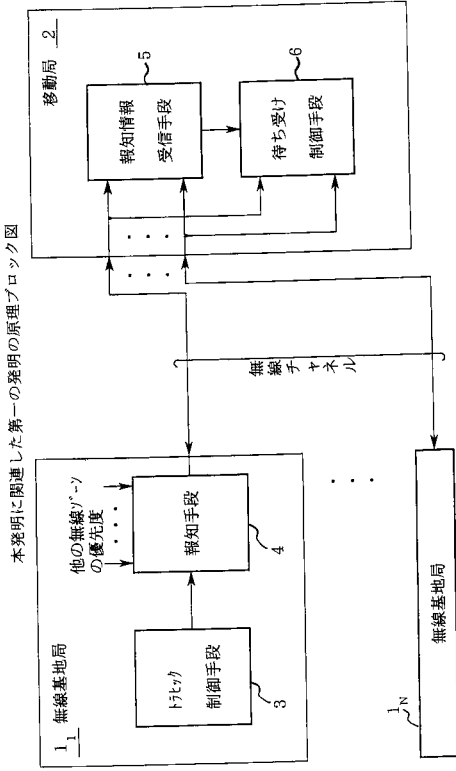 本発明に関連した第一の発明の原理ブロック図
1₁ 無線基地局
他の無線ゾーン
の優先度
・・・
トラヒック
制御手段
3
報知手段
4
・・・
無線基地局
1N
無線
チャネル
・・・
・・・
移動局 2
報知情報
受信手段
5
待ち受け
制御手段
6